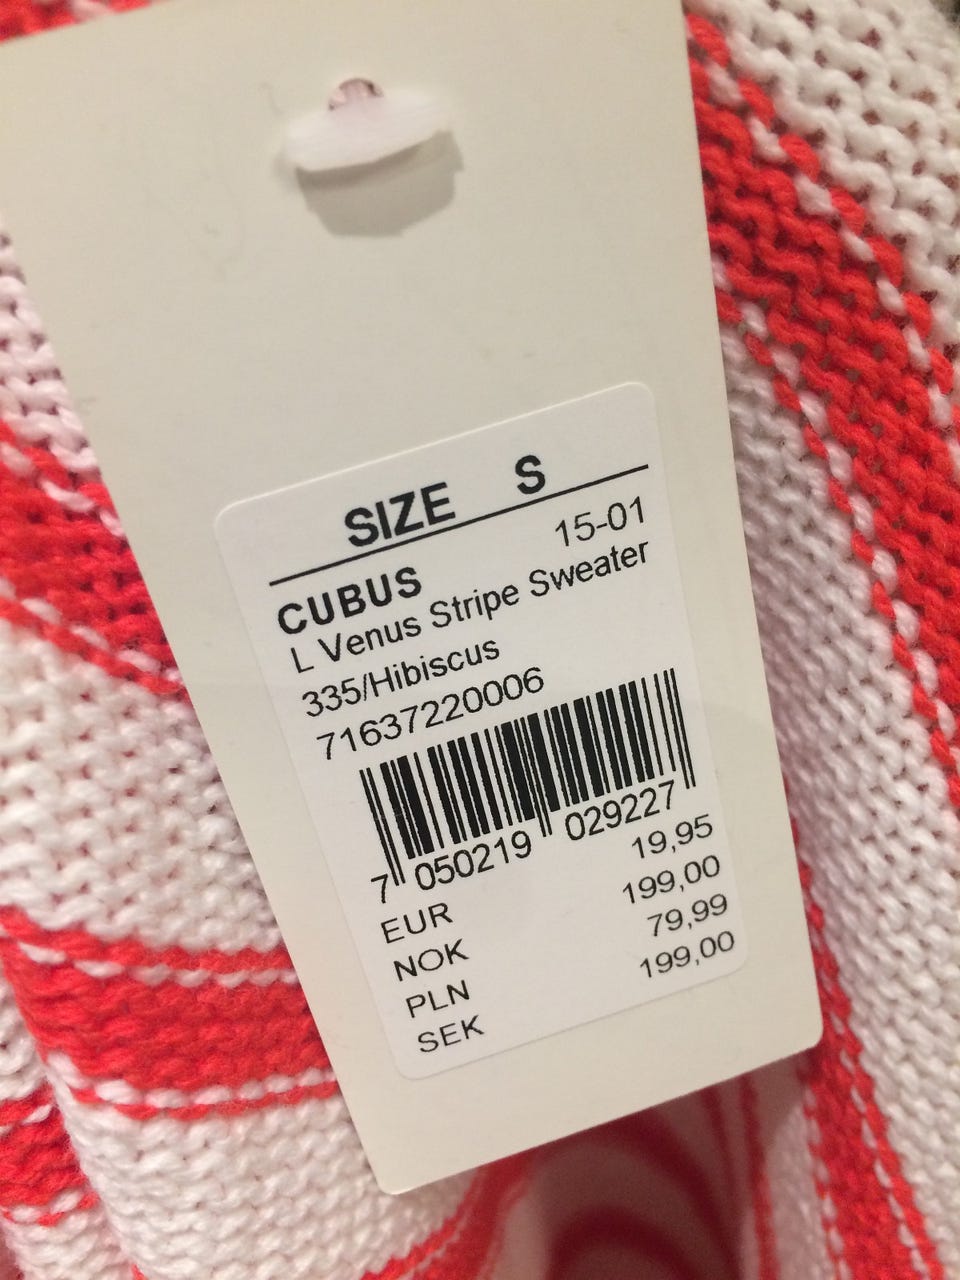 SIZE S
15-01
CUBUS
L Venus Stripe Sweater
335/Hibiscus
71637220006
7 050219 029227
EUR 19,95
NOK 199,00
PLN 79,99
SEK 199,00